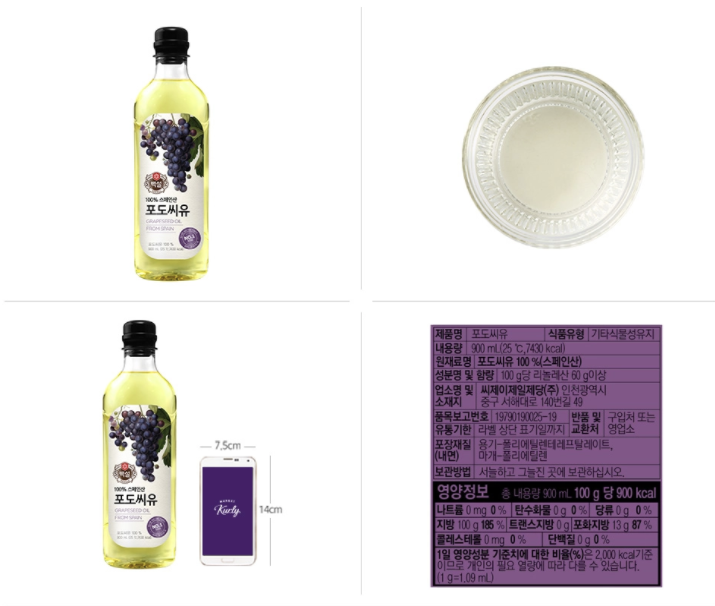 백설
100% 스페인산
포도씨유
GRAPESEED OIL
FROM SPAIN
백설
100% 스페인산
포도씨유
GRAPESEED OIL
FROM SPAIN
7.5cm
14cm
MARKET
Kurly
제품명 포도씨유 식품유형 기타식물성유지
내용량 900 mL(25 ℃,7430 kcal)
원재료명 포도씨유 100 %(스페인산)
성분명 및 함량 100 g당 리놀레산 60 g이상
업소명 및 소재지 씨제이제일제당(주) 인천광역시
중구 서해대로 140번길 49
품목보고번호 19790190025-19 반품 및 교환처 구입처 또는 영업소
유통기한 라벨 상단 표기일까지
포장재질 (내면) 용기-폴리에틸렌테레프탈레이트,
마개-폴리에틸렌
보관방법 서늘하고 그늘진 곳에 보관하십시오.
영양정보 총 내용량 900 mL 100 g 당 900 kcal
나트륨 0 mg 0 % 탄수화물 0 g 0 % 당류 0 g 0 %
지방 100 g 185 % 트랜스지방 0 g 포화지방 13 g 87 %
콜레스테롤 0 mg 0 % 단백질 0 g 0 %
1일 영양성분 기준치에 대한 비율(%)은 2,000 kcal기준
이므로 개인의 필요 열량에 따라 다를 수 있습니다.
(1 g=1.09 mL)